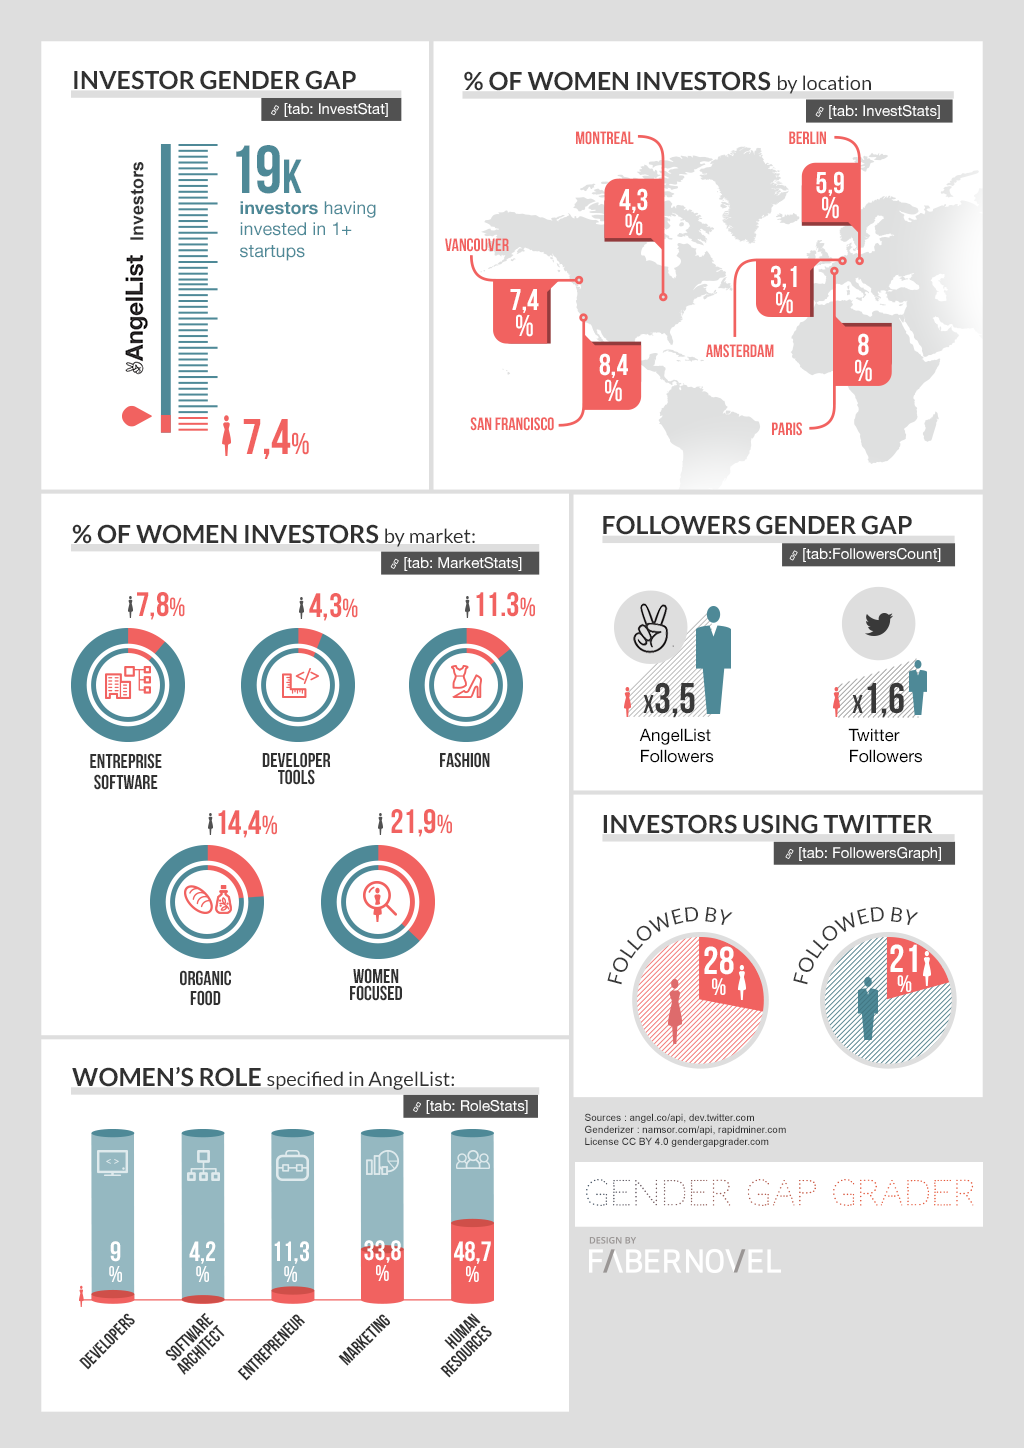 INVESTOR GENDER GAP
[tab: InvestStat]
AngelList Investors
19K
investors having
invested in 1+
startups
7,4%
% OF WOMEN INVESTORS by location
[tab: InvestStats]
MONTREAL
4,3
%
BERLIN
5,9
%
VANCOUVER
7,4
%
3,1
%
AMSTERDAM
8,4
%
SAN FRANCISCO
8
%
PARIS
% OF WOMEN INVESTORS by market:
[tab: MarketStats]
7,8%
ENTREPRISE
SOFTWARE
4,3%
DEVELOPER
TOOLS
11.3%
FASHION
14,4%
ORGANIC
FOOD
21,9%
WOMEN
FOCUSED
FOLLOWERS GENDER GAP
[tab:FollowersCount]
x3,5
AngelList
Followers
x1,6
Twitter
Followers
INVESTORS USING TWITTER
[tab: FollowersGraph]
FOLLOWED BY
28
%
FOLLOWED BY
21
%
WOMEN'S ROLE specified in AngelList:
[tab: RoleStats]
</>
9
%
DEVELOPERS
4,2
%
SOFTWARE
ARCHITECT
11,3
%
ENTREPRENEUR
33,8
%
MARKETING
48,7
%
HUMAN
RESOURCES
Sources : angel.co/api, dev.twitter.com
Genderizer : namsor.com/api, rapidminer.com
License CC BY 4.0 gendergapgrader.com
GENDER GAP GRADER
DESIGN BY
FABERNOVEL